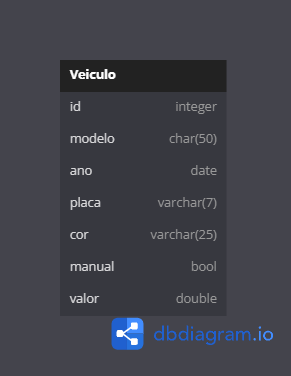 Veiculo
id integer
modelo char(50)
ano date
placa varchar(7)
cor varchar(25)
manual bool
valor double
dbdiagram.io